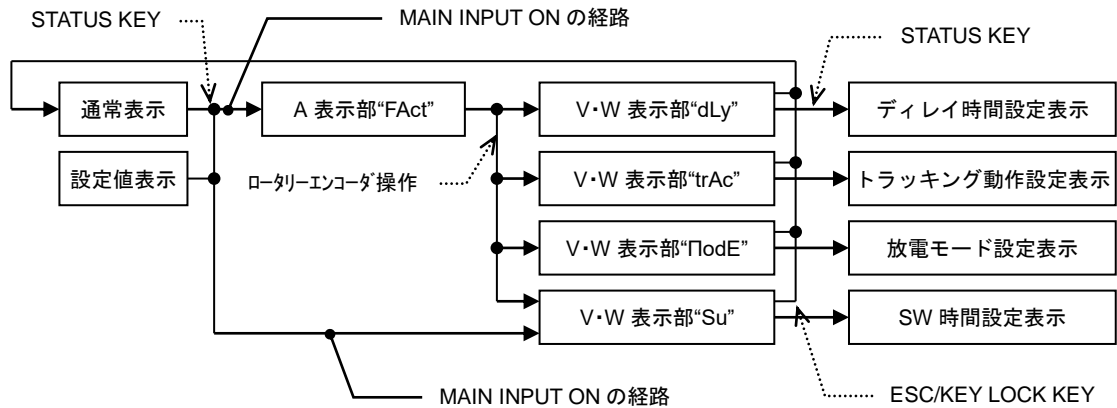 STATUS KEY
MAIN INPUT ON の経路
STATUS KEY
通常表示
A 表示部“FAct”
V・W 表示部“dLy”
ディレイ時間設定表示
設定値表示
ロータリーエンコーダ操作
V・W 表示部“trAc”
トラッキング動作設定表示
V・W 表示部“ΠodE”
放電モード設定表示
V・W 表示部“Su”
SW 時間設定表示
MAIN INPUT ON の経路
ESC/KEY LOCK KEY